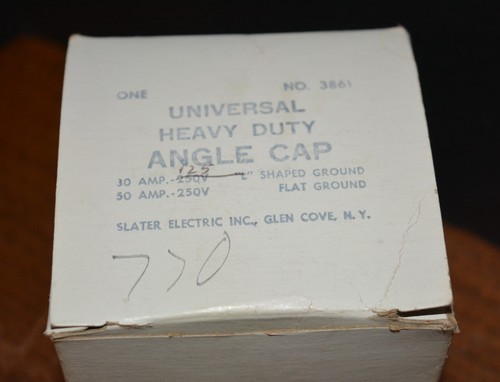 ONE NO. 3861
UNIVERSAL
HEAVY DUTY
ANGLE CAP
125
30 AMP.-250V "L" SHAPED GROUND
50 AMP.-250V FLAT GROUND
SLATER ELECTRIC INC., GLEN COVE, N.Y.
770